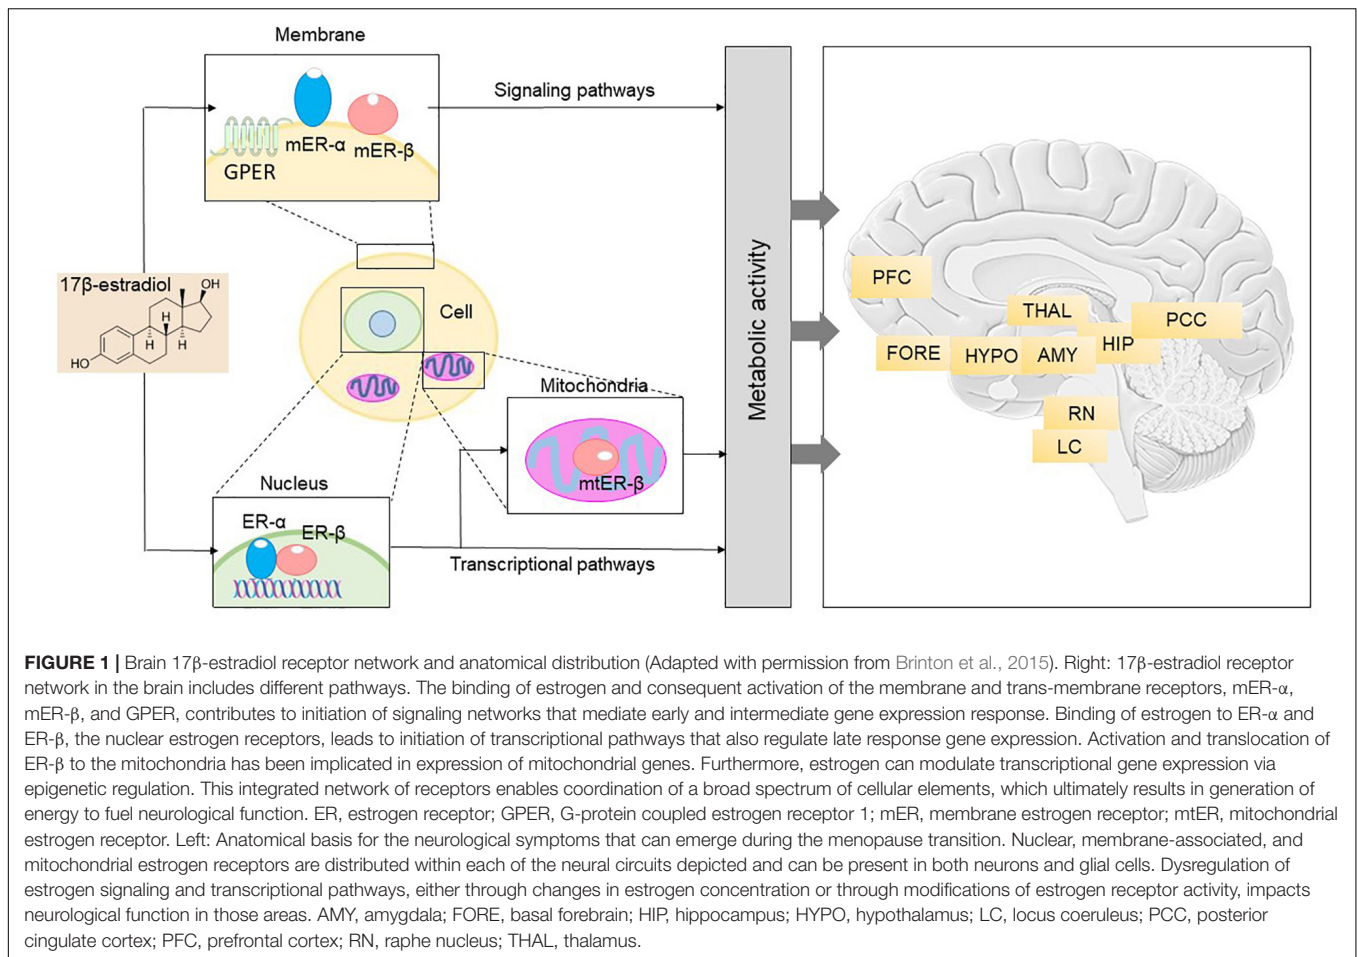 Membrane
GPER
mER-α
mER-β
Signaling pathways
17β-estradiol
OH
H
H
H
H
HO
Cell
Mitochondria
mtER-β
Nucleus
ER-α
ER-β
Transcriptional pathways
Metabolic activity
PFC
THAL
PCC
FORE
HYPO
AMY
HIP
RN
LC
FIGURE 1 | Brain 17β-estradiol receptor network and anatomical distribution (Adapted with permission from Brinton et al., 2015). Right: 17β-estradiol receptor
network in the brain includes different pathways. The binding of estrogen and consequent activation of the membrane and trans-membrane receptors, mER-α,
mER-β, and GPER, contributes to initiation of signaling networks that mediate early and intermediate gene expression response. Binding of estrogen to ER-α and
ER-β, the nuclear estrogen receptors, leads to initiation of transcriptional pathways that also regulate late response gene expression. Activation and translocation of
ER-β to the mitochondria has been implicated in expression of mitochondrial genes. Furthermore, estrogen can modulate transcriptional gene expression via
epigenetic regulation. This integrated network of receptors enables coordination of a broad spectrum of cellular elements, which ultimately results in generation of
energy to fuel neurological function. ER, estrogen receptor; GPER, G-protein coupled estrogen receptor 1; mER, membrane estrogen receptor; mtER, mitochondrial
estrogen receptor. Left: Anatomical basis for the neurological symptoms that can emerge during the menopause transition. Nuclear, membrane-associated, and
mitochondrial estrogen receptors are distributed within each of the neural circuits depicted and can be present in both neurons and glial cells. Dysregulation of
estrogen signaling and transcriptional pathways, either through changes in estrogen concentration or through modifications of estrogen receptor activity, impacts
neurological function in those areas. AMY, amygdala; FORE, basal forebrain; HIP, hippocampus; HYPO, hypothalamus; LC, locus coeruleus; PCC, posterior
cingulate cortex; PFC, prefrontal cortex; RN, raphe nucleus; THAL, thalamus.